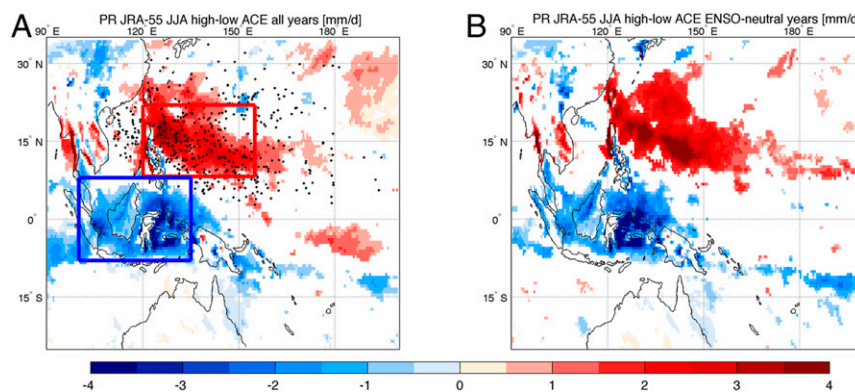 A
PR JRA-55 JJA high-low ACE all years [mm/d]
90° E 120° E 150° E 180° E
30° N
15° N
0°
15° S
B
PR JRA-55 JJA high-low ACE ENSO-neutral years [mm/d]
90° E 120° E 150° E 180° E
30° N
15° N
0°
15° S
-4 -3 -2 -1 0 1 2 3 4